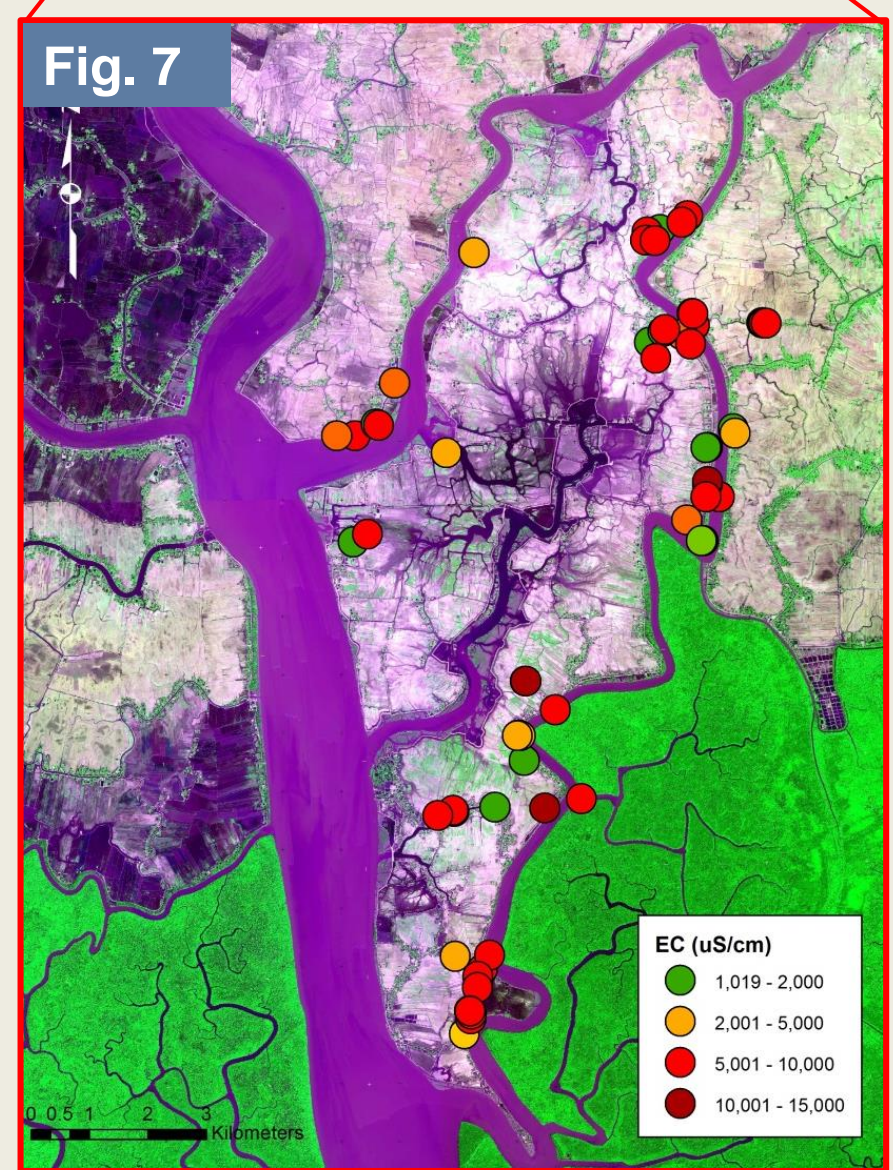 Fig. 7
EC (uS/cm)
1,019 - 2,000
2,001 - 5,000
5,001 - 10,000
10,001 - 15,000
0 0.5 1 2 3
Kilometers